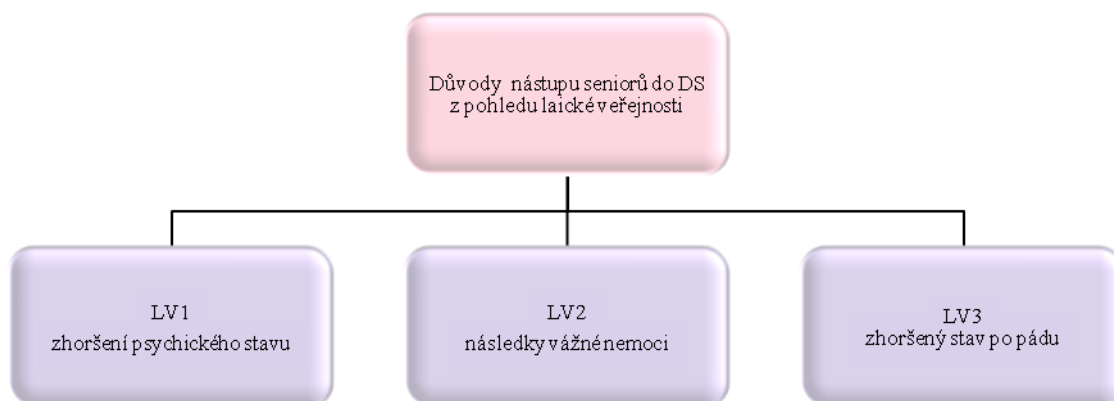 Důvody nástupu seniorů do DS
z pohledu laické veřejnosti
LV1
zhoršení psychického stavu
LV2
následky vážné nemoci
LV3
zhoršený stav po pádu